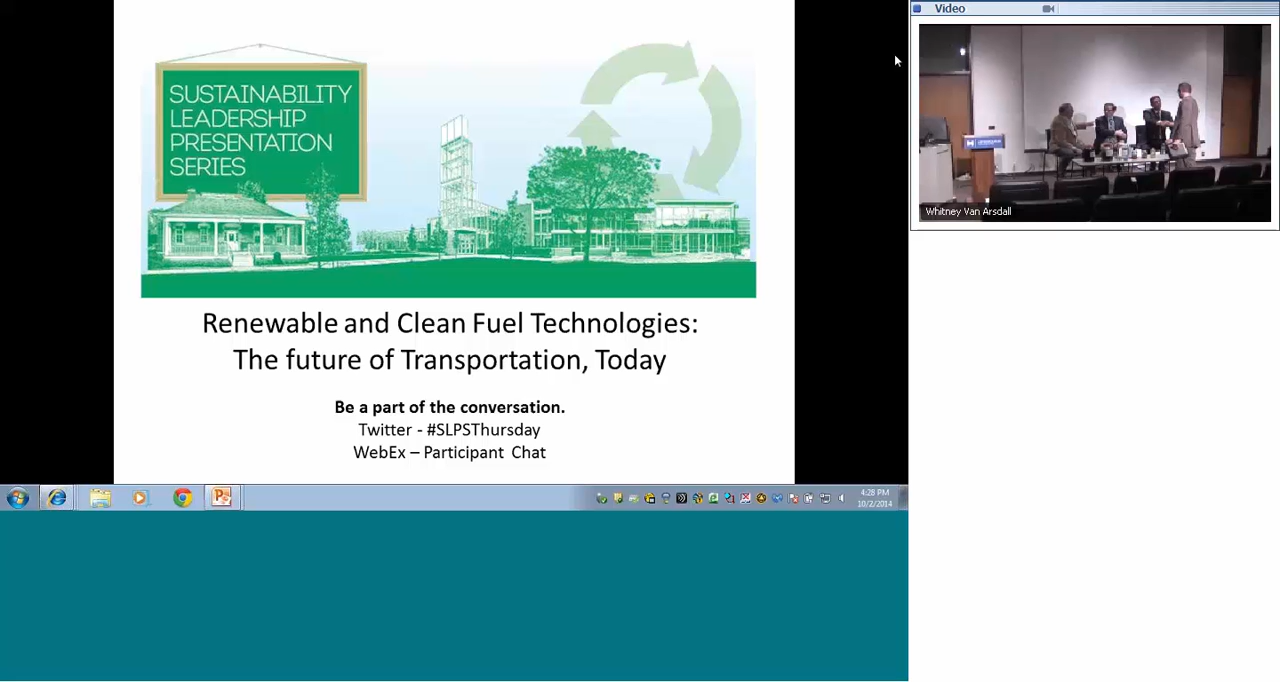 SUSTAINABILITY
LEADERSHIP
PRESENTATION
SERIES
Renewable and Clean Fuel Technologies:
The future of Transportation, Today
Be a part of the conversation.
Twitter - #SLPSThursday
WebEx – Participant Chat
4:28 PM
10/2/2014
Video
Whitney Van Arsdall